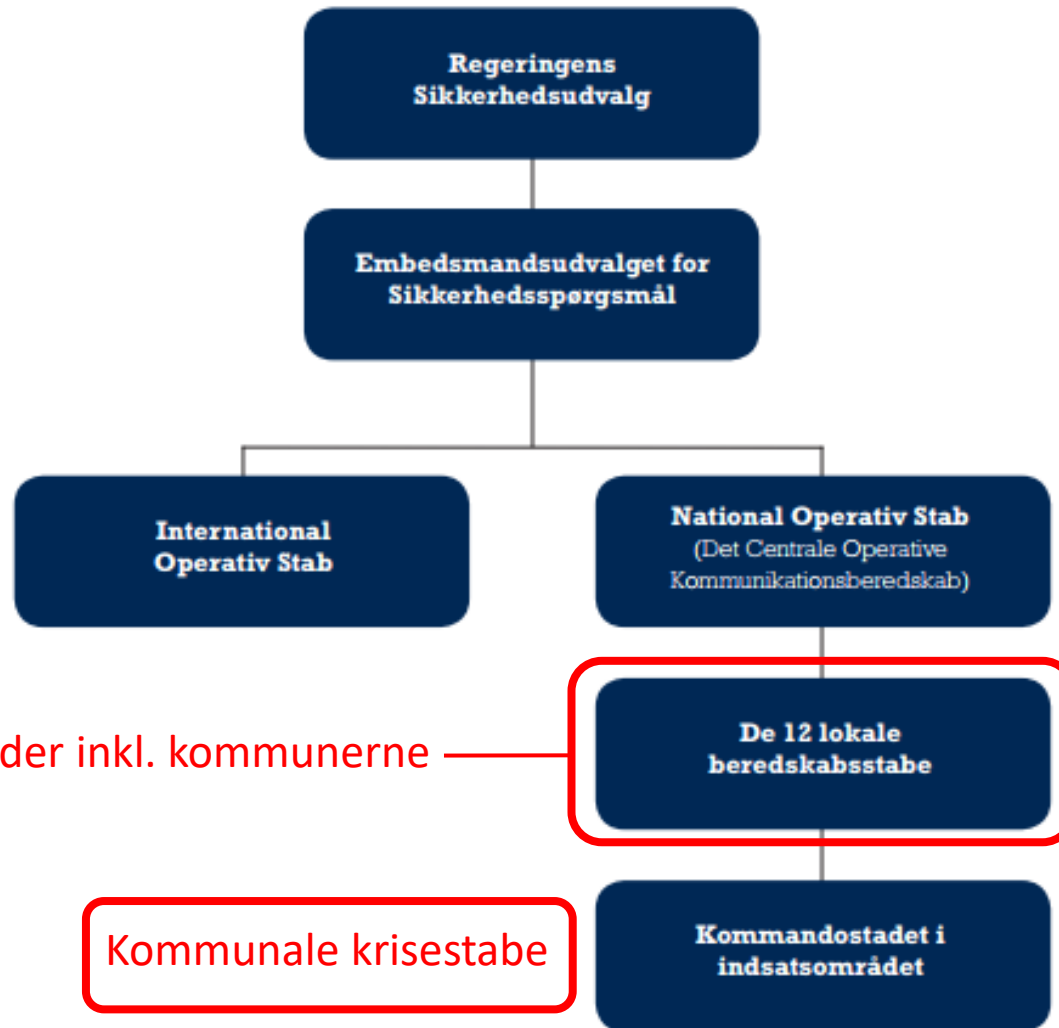 Regeringens
Sikkerhedsudvalg
Embedsmandsudvalget for
Sikkerhedsspørgsmål
International
Operativ Stab
National Operativ Stab
(Det Centrale Operative
Kommunikationsberedskab)
der inkl. kommunerne
De 12 lokale
beredskabsstabe
Kommunale krisestabe
Kommandostadet i
indsatsområdet